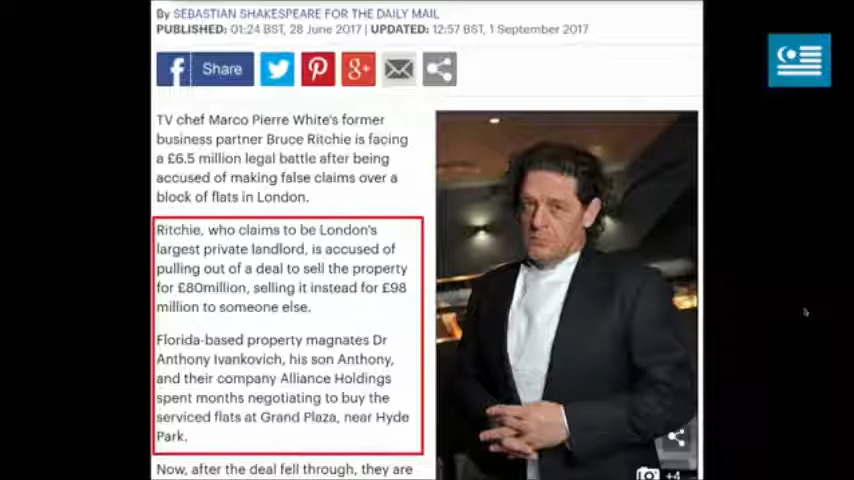 By SEBASTIAN SHAKESPEARE FOR THE DAILY MAIL
PUBLISHED: 01:24 BST, 28 June 2017 | UPDATED: 12:57 BST, 1 September 2017
Share
TV chef Marco Pierre White's former
business partner Bruce Ritchie is facing
a £6.5 million legal battle after being
accused of making false claims over a
block of flats in London.
Ritchie, who claims to be London's
largest private landlord, is accused of
pulling out of a deal to sell the property
for £80million, selling it instead for £98
million to someone else.
Florida-based property magnates Dr
Anthony Ivankovich, his son Anthony,
and their company Alliance Holdings
spent months negotiating to buy the
serviced flats at Grand Plaza, near Hyde
Park.
Now, after the deal fell through, they are
+4